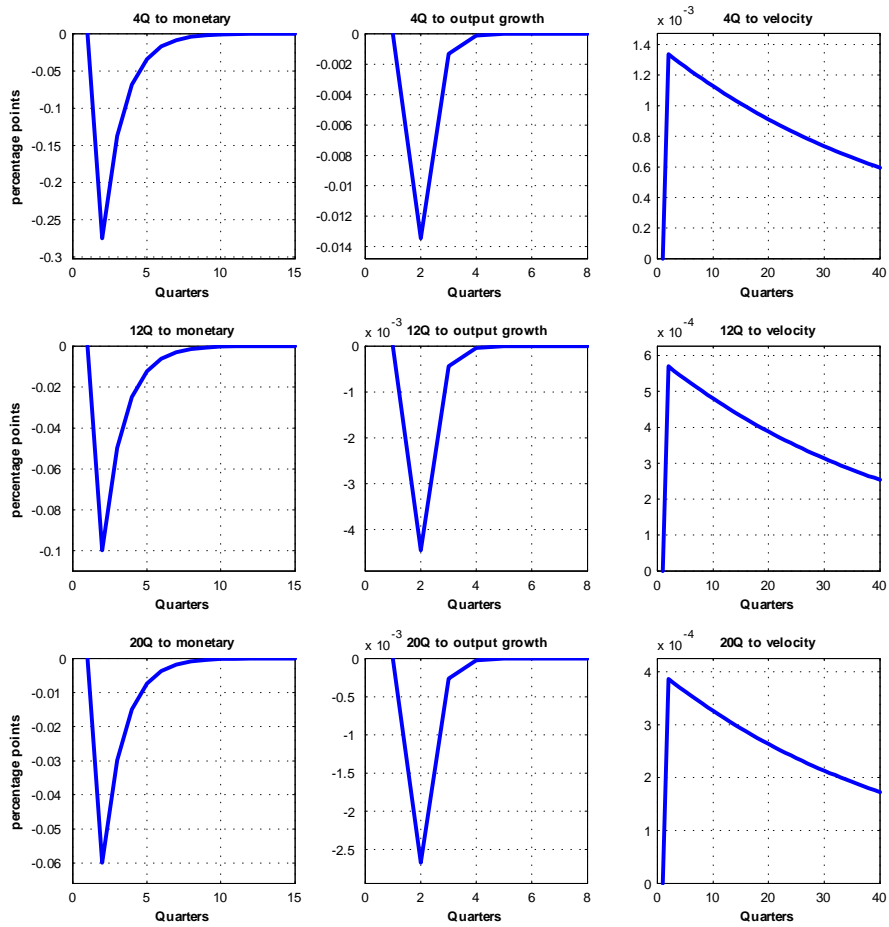 4Q to monetary
0
-0.05
-0.1
-0.15
-0.2
-0.25
-0.3
percentage points
0 5 10 15
Quarters
4Q to output growth
0
-0.002
-0.004
-0.006
-0.008
-0.01
-0.012
-0.014
0 2 4 6 8
Quarters
x 10 -3
4Q to velocity
1.4
1.2
1
0.8
0.6
0.4
0.2
0
0 10 20 30 40
Quarters
12Q to monetary
0
-0.02
-0.04
-0.06
-0.08
-0.1
percentage points
0 5 10 15
Quarters
x 10 -3
12Q to output growth
0
-1
-2
-3
-4
0 2 4 6 8
Quarters
x 10 -4
12Q to velocity
6
5
4
3
2
1
0
0 10 20 30 40
Quarters
20Q to monetary
0
-0.01
-0.02
-0.03
-0.04
-0.05
-0.06
percentage points
0 5 10 15
Quarters
x 10 -3
20Q to output growth
0
-0.5
-1
-1.5
-2
-2.5
0 2 4 6 8
Quarters
x 10 -4
20Q to velocity
4
3
2
1
0
0 10 20 30 40
Quarters